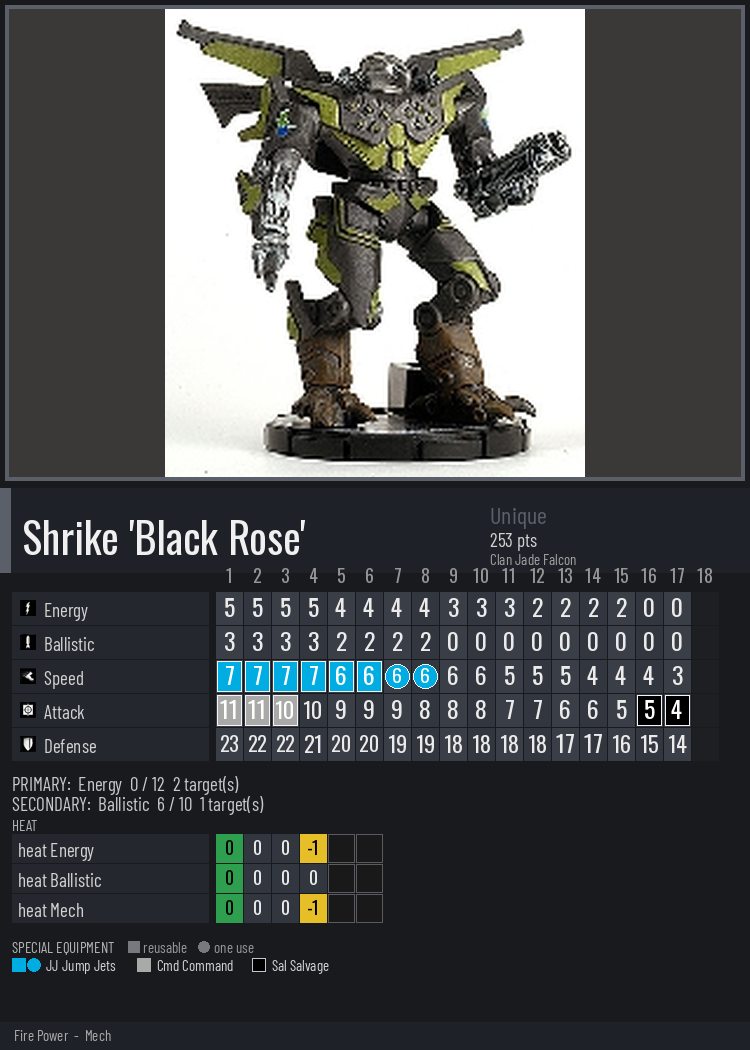 Shrike 'Black Rose'
Unique
253 pts
Clan Jade Falcon
1 2 3 4 5 6 7 8 9 10 11 12 13 14 15 16 17 18
Energy 5 5 5 5 4 4 4 4 3 3 3 2 2 2 2 0 0
Ballistic 3 3 3 3 2 2 2 2 0 0 0 0 0 0 0 0 0
Speed 7 7 7 7 6 6 6 6 6 6 5 5 5 4 4 4 3
Attack 11 11 10 10 9 9 9 8 8 8 7 7 6 6 5 5 4
Defense 23 22 22 21 20 20 19 19 18 18 18 18 17 17 16 15 14
PRIMARY: Energy 0 / 12 2 target(s)
SECONDARY: Ballistic 6 / 10 1 target(s)
HEAT
heat Energy 0 0 0 -1
heat Ballistic 0 0 0 0
heat Mech 0 0 0 -1
SPECIAL EQUIPMENT reusable one use
JJ Jump Jets Cmd Command Sal Salvage
Fire Power - Mech